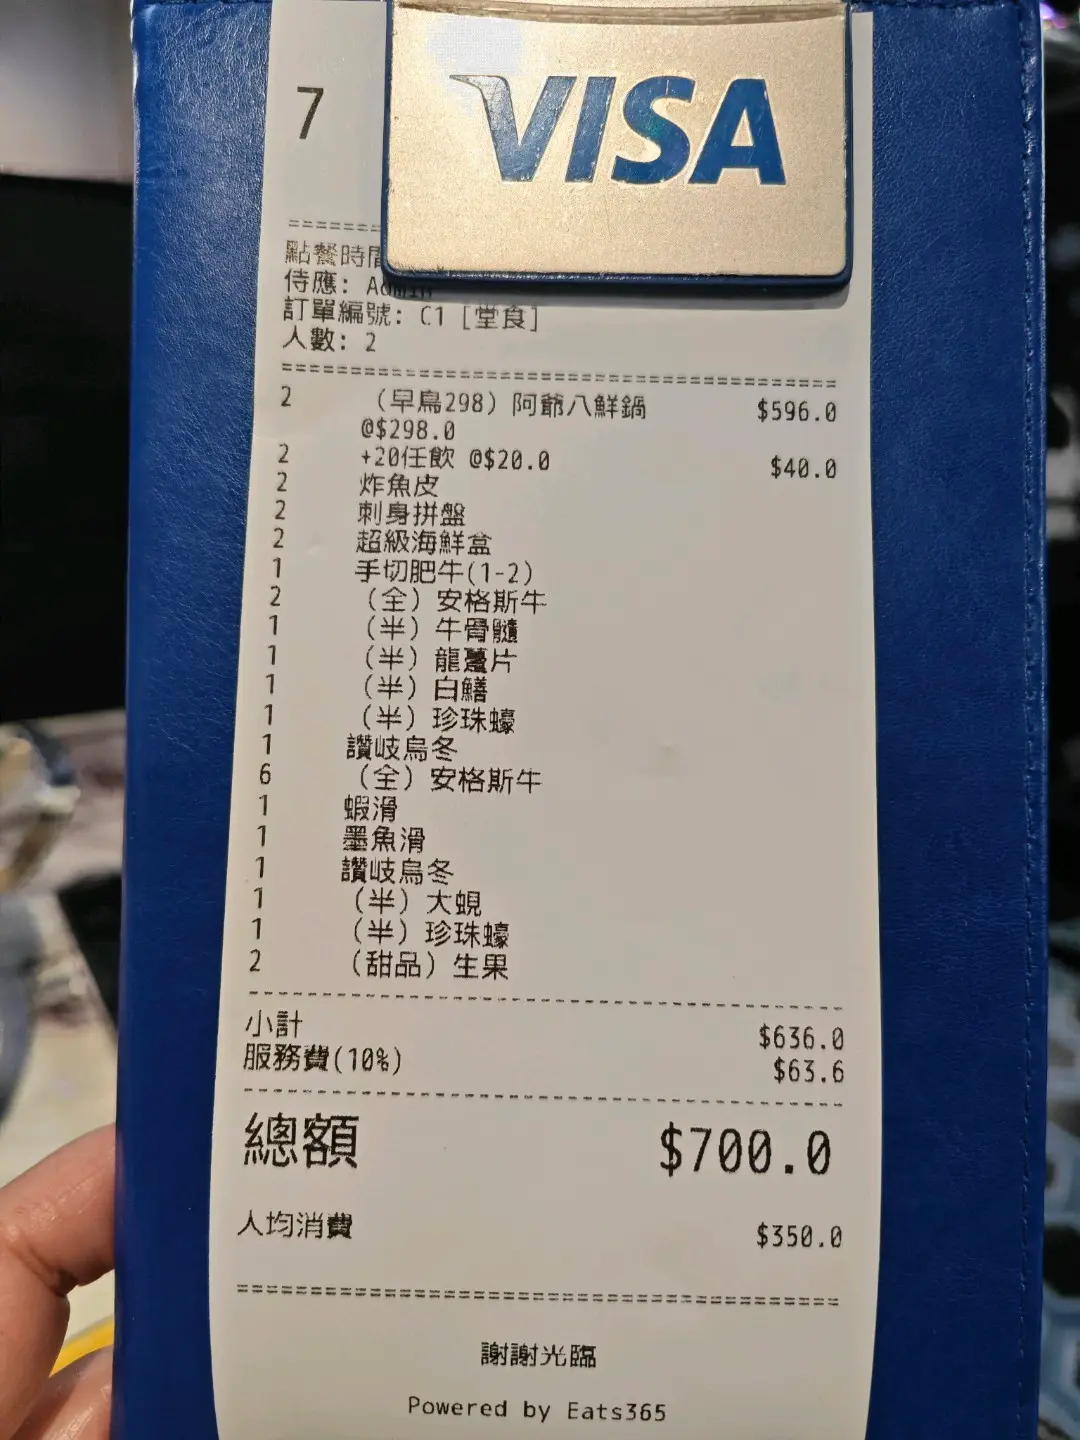 VISA
7
點餐時間
侍應: Admin
訂單編號: C1 [堂食]
人數: 2
2 (早鳥298) 阿爺八鮮鍋 $596.0
@$298.0
2 +20任飲 @$20.0 $40.0
2 炸魚皮
2 刺身拼盤
2 超級海鮮盒
1 手切肥牛(1-2)
2 (全) 安格斯牛
1 (半) 牛骨髓
1 (半) 龍躉片
1 (半) 白鱔
1 (半) 珍珠蠔
1 讚岐烏冬
6 (全) 安格斯牛
1 蝦滑
1 墨魚滑
1 讚岐烏冬
1 (半) 大蜆
1 (半) 珍珠蠔
2 (甜品) 生果
小計 $636.0
服務費(10%) $63.6
總額 $700.0
人均消費 $350.0
謝謝光臨
Powered by Eats365